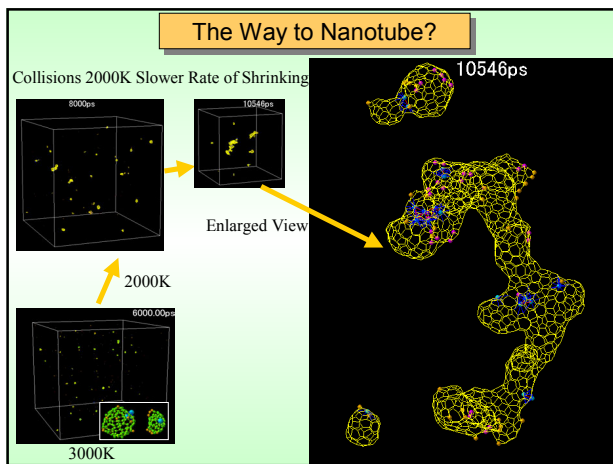 The Way to Nanotube?
Collisions 2000K Slower Rate of Shrinking
8000ps
10546ps
10546ps
Enlarged View
2000K
6000.00ps
3000K